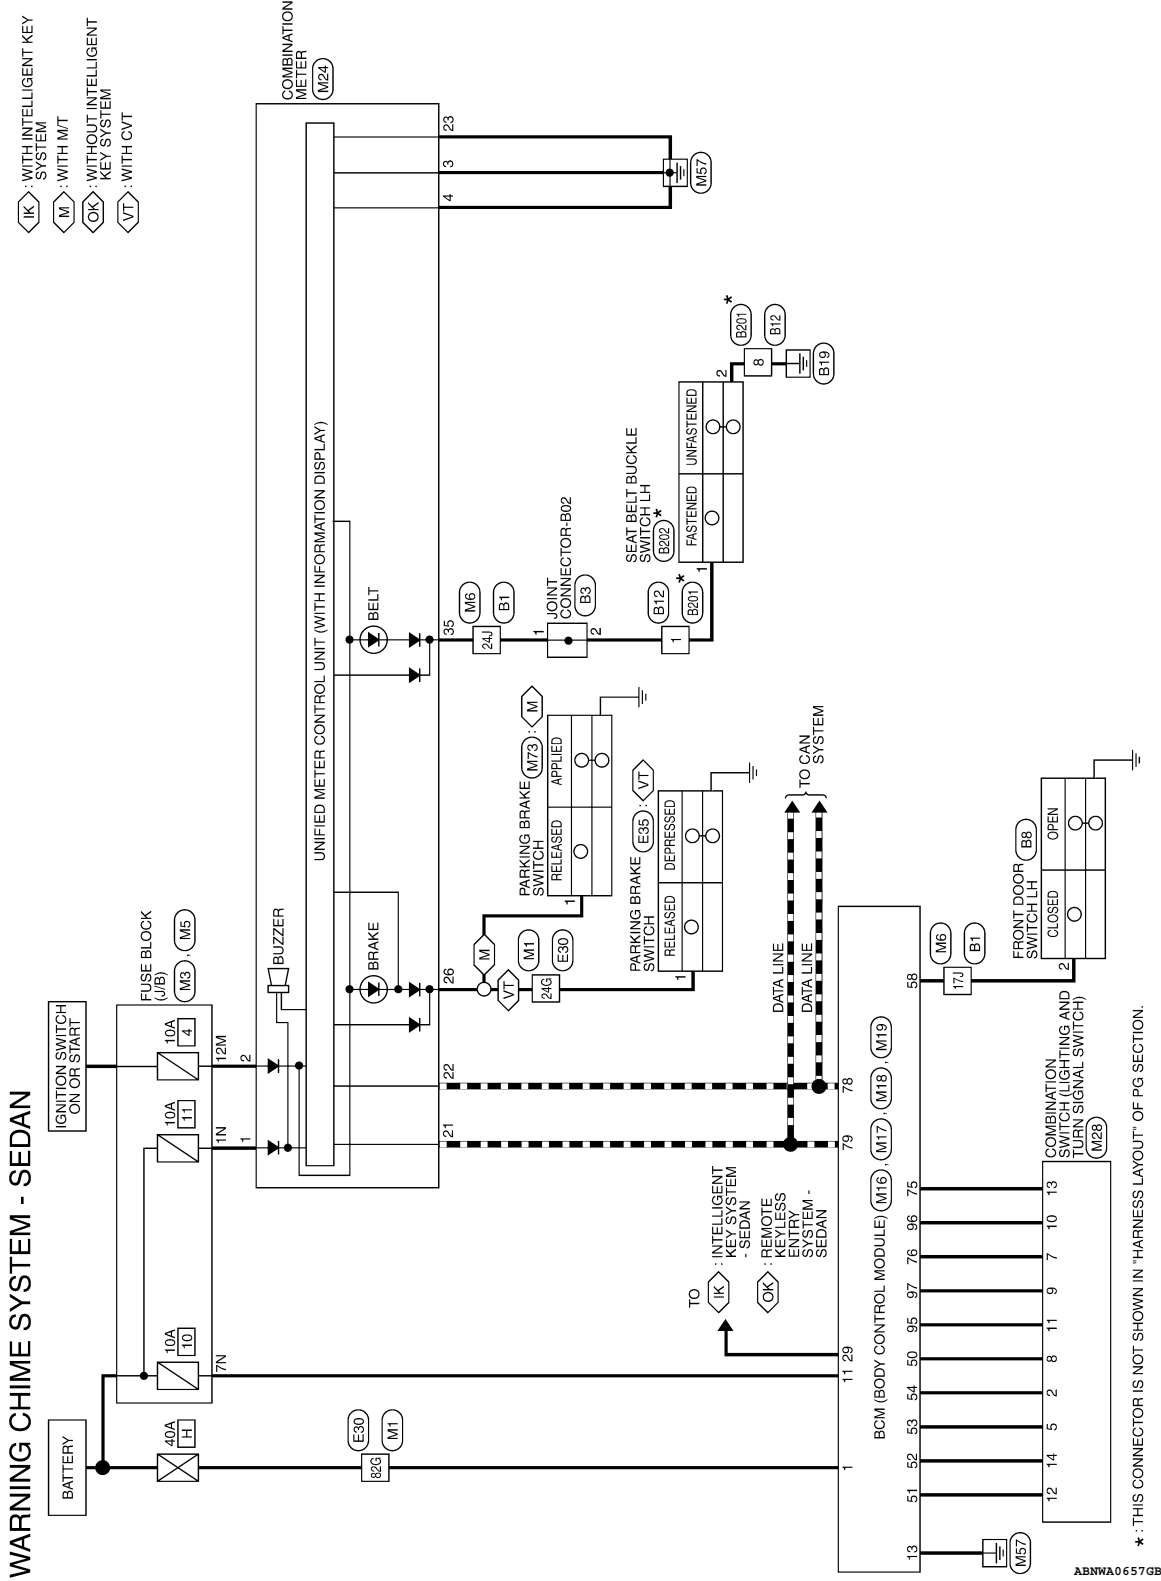 WARNING CHIME SYSTEM - SEDAN
IK : WITH INTELLIGENT KEY
SYSTEM
M : WITH M/T
OK : WITHOUT INTELLIGENT
KEY SYSTEM
VT : WITH CVT
BATTERY
IGNITION SWITCH
ON OR START
40A
H
10A
10
10A
11
10A
4
FUSE BLOCK
(J/B)
M3 , M5
7N
1N
12M
E30
82G
M1
1
2
COMBINATION
METER
M24
BUZZER
UNIFIED METER CONTROL UNIT (WITH INFORMATION DISPLAY)
BRAKE
BELT
21
22
26
35
4
3
23
M57
M
VT
M1
24G
E30
PARKING BRAKE
SWITCH
M73 : M
RELEASED
APPLIED
1
PARKING BRAKE
SWITCH
E35 : VT
RELEASED
DEPRESSED
1
M6
24J
B1
JOINT
CONNECTOR-B02
B3
1
2
B12
1
B201 *
SEAT BELT BUCKLE
SWITCH LH
B202 *
FASTENED
UNFASTENED
1
2
B201 *
8
B12
B19
DATA LINE
DATA LINE
TO CAN
SYSTEM
TO
IK : INTELLIGENT
KEY SYSTEM
- SEDAN
OK : REMOTE
KEYLESS
ENTRY
SYSTEM -
SEDAN
1
11
29
79
78
BCM (BODY CONTROL MODULE) M16 , M17 , M18 , M19
13
51
52
53
54
50
95
97
76
96
75
58
M57
12
14
5
2
8
11
9
7
10
13
COMBINATION
SWITCH (LIGHTING AND
TURN SIGNAL SWITCH)
M28
M6
17J
B1
FRONT DOOR
SWITCH LH
B8
CLOSED
OPEN
2
* : THIS CONNECTOR IS NOT SHOWN IN "HARNESS LAYOUT" OF PG SECTION.
ABNWA0657GB